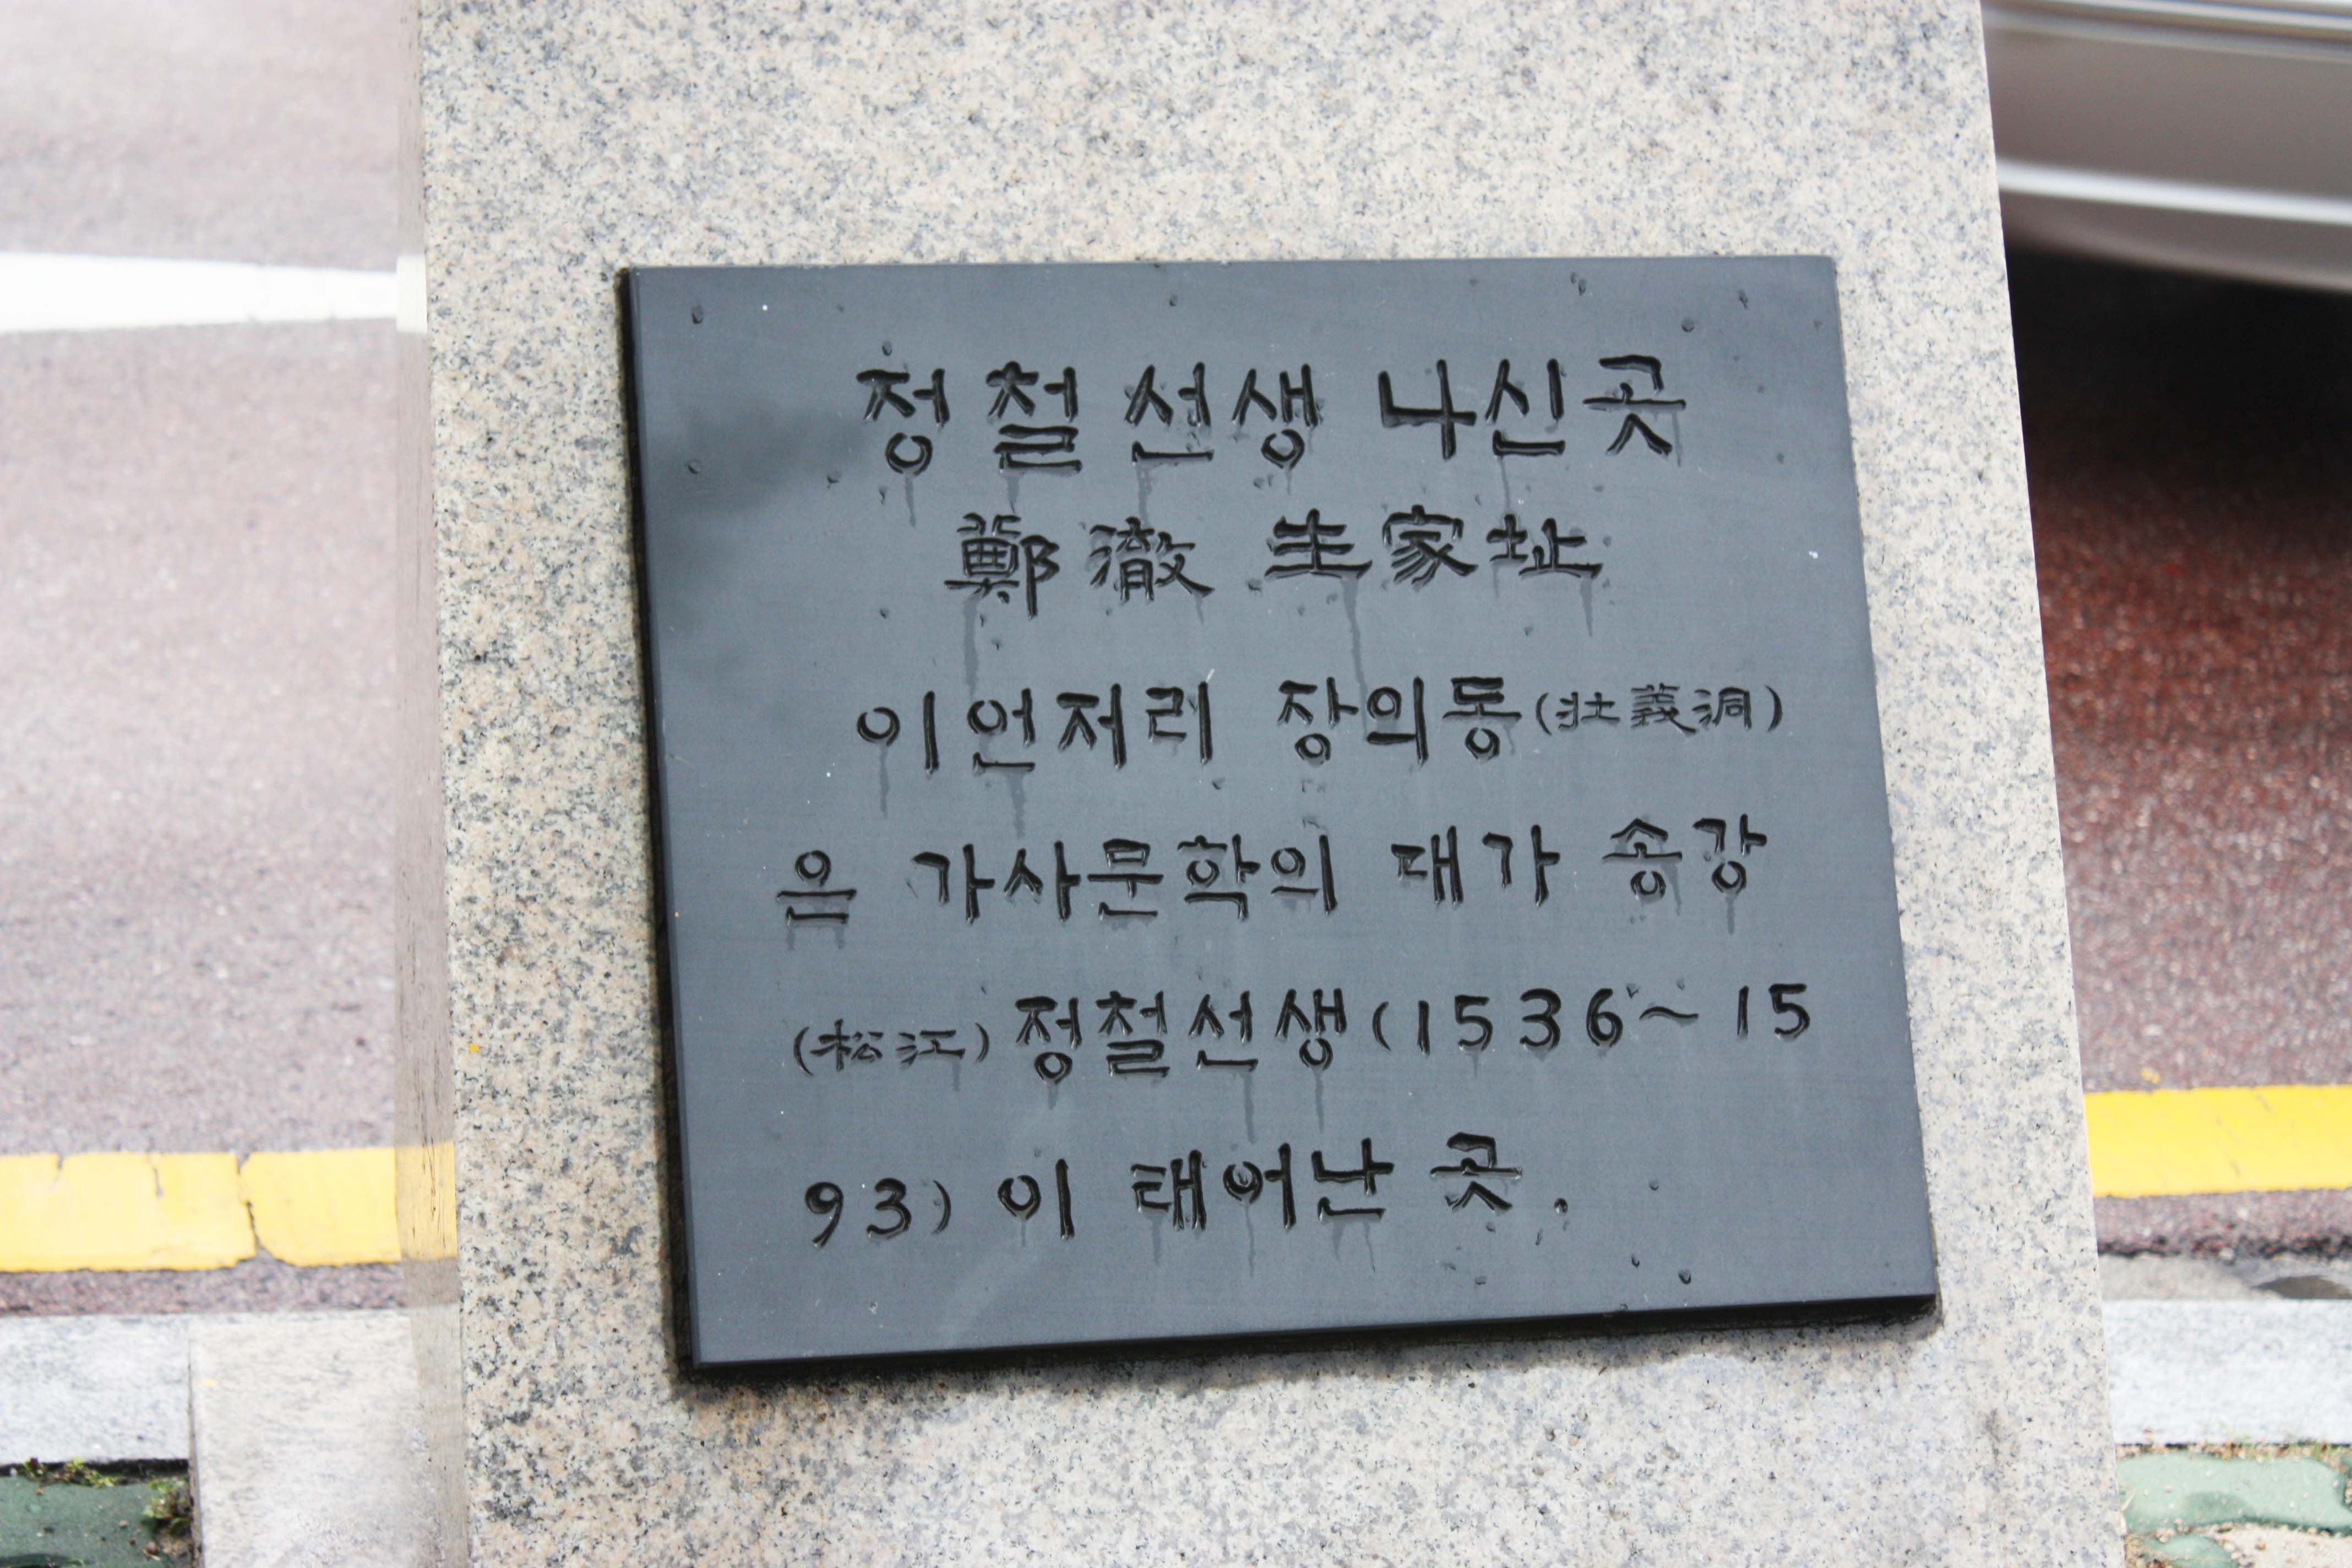 정철 선생 나신곳
鄭澈 生家址
이언저리 장의동(壯義洞)
은 가사문학의 대가 송강
(松江) 정철선생(1536~15
93) 이 태어난 곳.